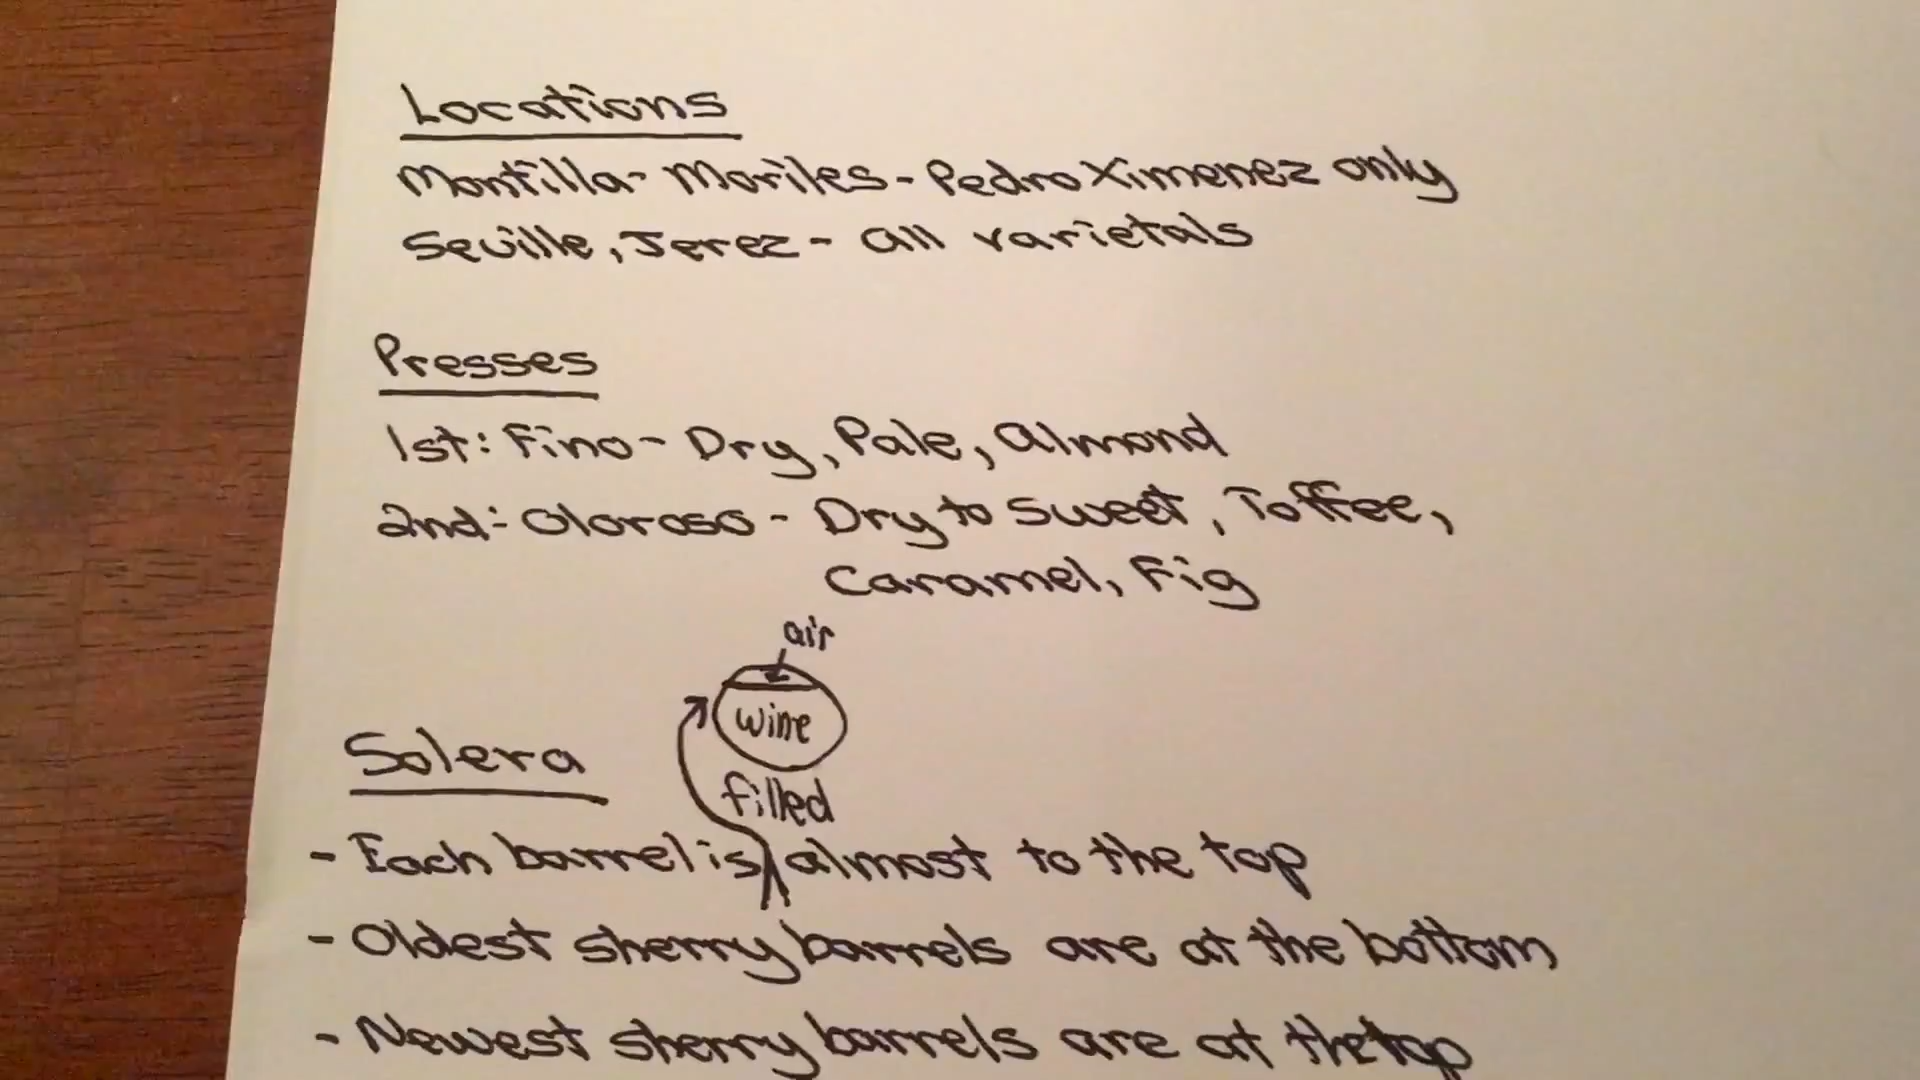 Locations
Montilla-Moriles-Pedro Ximenez only
Seville, Jerez- all varietals
Presses
1st: Fino- Dry, Pale, Almond
2nd: Oloroso - Dry to Sweet, Toffee,
Caramel, Fig
air
wine
Solera
filled
- Each barrel is almost to the top
- Oldest sherry barrels are at the bottom
- Newest sherry barrels are at the top